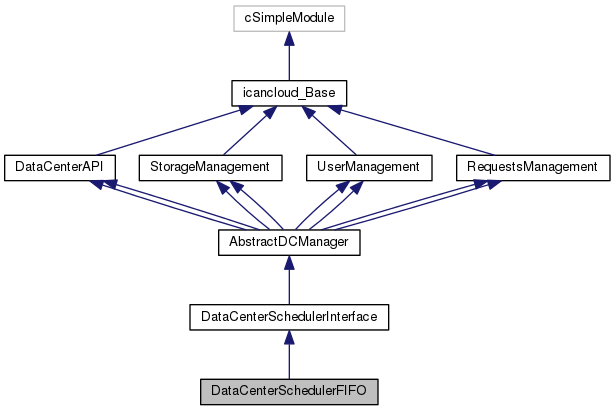 cSimpleModule
icancloud_Base
DataCenterAPI
StorageManagement
UserManagement
RequestsManagement
AbstractDCManager
DataCenterSchedulerInterface
DataCenterSchedulerFIFO